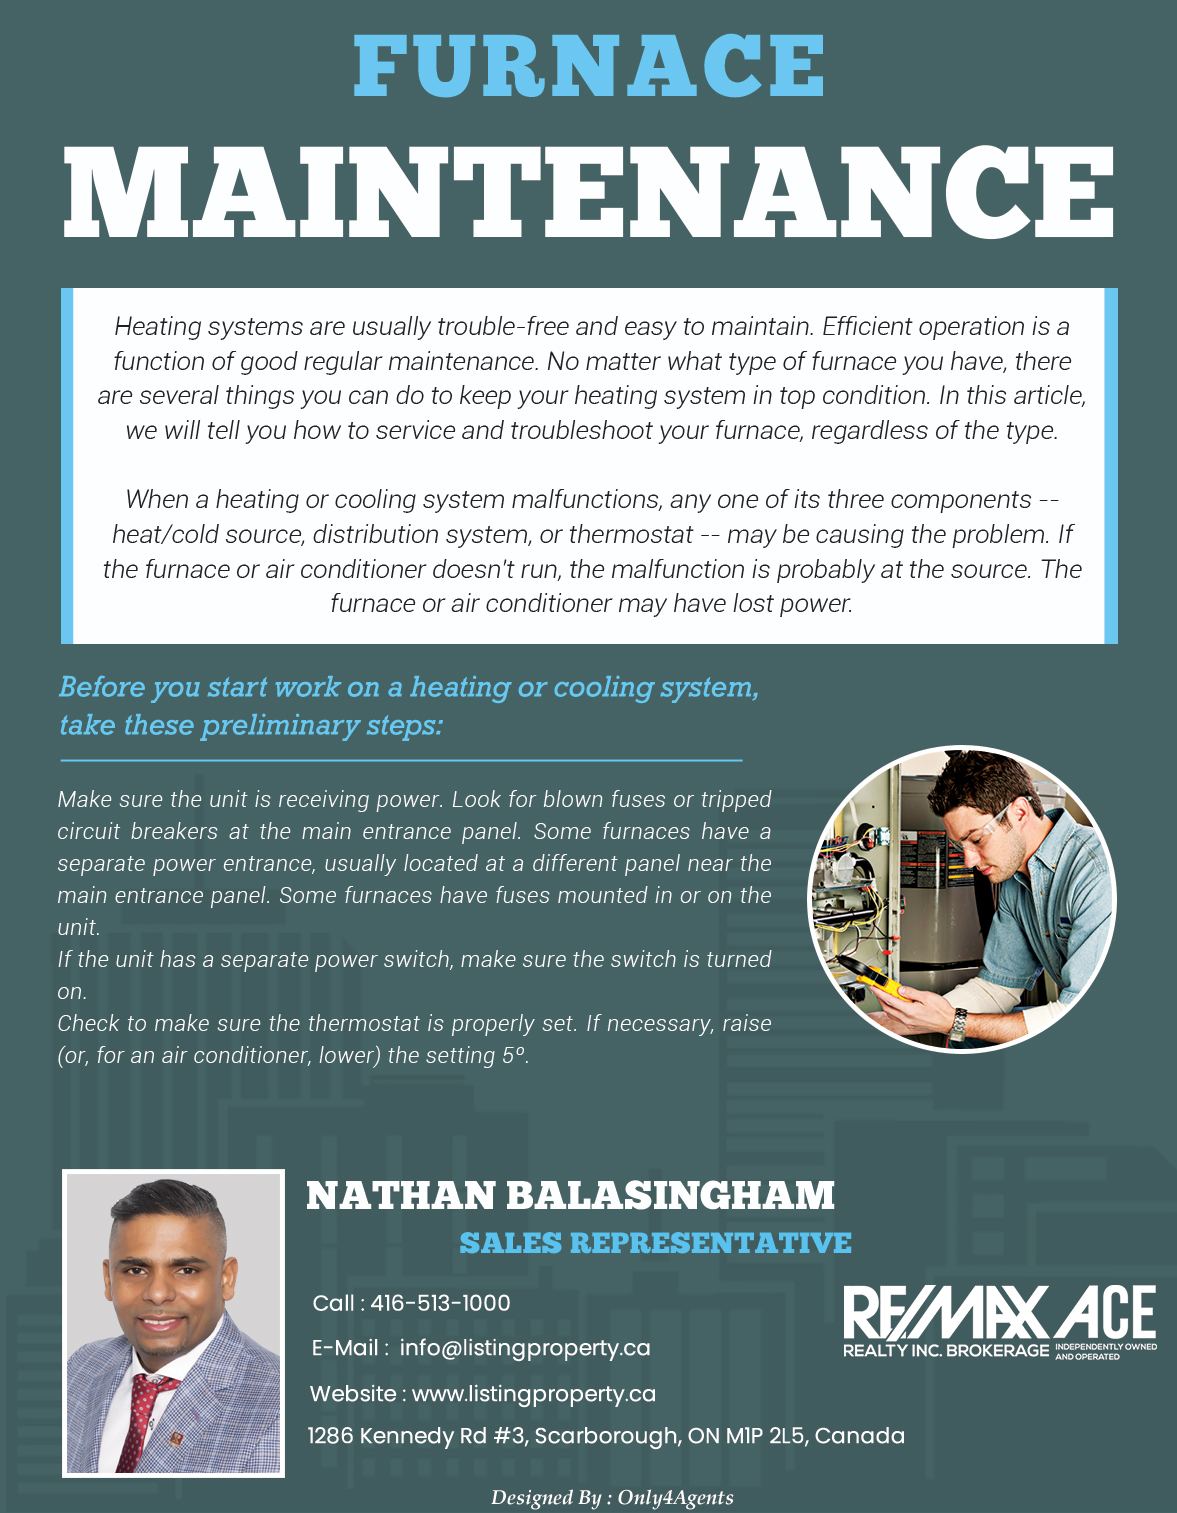 FURNACE
MAINTENANCE
Heating systems are usually trouble-free and easy to maintain. Efficient operation is a
function of good regular maintenance. No matter what type of furnace you have, there
are several things you can do to keep your heating system in top condition. In this article,
we will tell you how to service and troubleshoot your furnace, regardless of the type.
When a heating or cooling system malfunctions, any one of its three components --
heat/cold source, distribution system, or thermostat -- may be causing the problem. If
the furnace or air conditioner doesn't run, the malfunction is probably at the source. The
furnace or air conditioner may have lost power.
Before you start work on a heating or cooling system,
take these preliminary steps:
Make sure the unit is receiving power. Look for blown fuses or tripped
circuit breakers at the main entrance panel. Some furnaces have a
separate power entrance, usually located at a different panel near the
main entrance panel. Some furnaces have fuses mounted in or on the
unit.
If the unit has a separate power switch, make sure the switch is turned
on.
Check to make sure the thermostat is properly set. If necessary, raise
(or, for an air conditioner, lower) the setting 5º.
NATHAN BALASINGHAM
SALES REPRESENTATIVE
Call : 416-513-1000
E-Mail : info@listingproperty.ca
Website : www.listingproperty.ca
1286 Kennedy Rd #3, Scarborough, ON M1P 2L5, Canada
RE/MAX ACE
REALTY INC. BROKERAGE INDEPENDENTLY OWNED
AND OPERATED
Designed By : Only4Agents